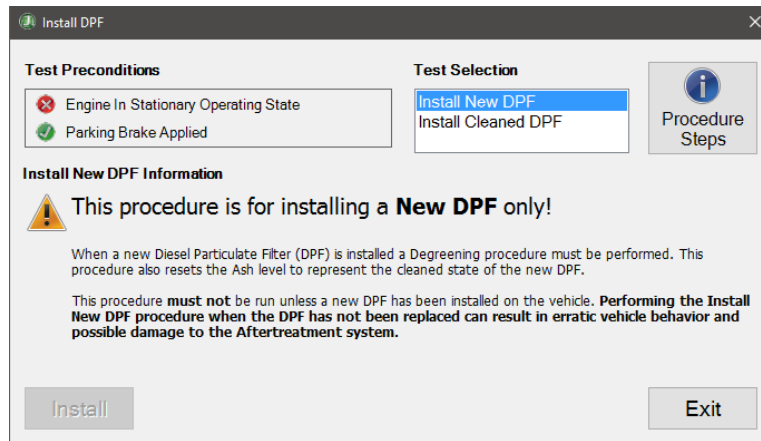 Install DPF
Test Preconditions
Engine In Stationary Operating State
Parking Brake Applied
Test Selection
Install New DPF
Install Cleaned DPF
Procedure
Steps
Install New DPF Information
This procedure is for installing a New DPF only!
When a new Diesel Particulate Filter (DPF) is installed a Degreening procedure must be performed. This
procedure also resets the Ash level to represent the cleaned state of the new DPF.
This procedure must not be run unless a new DPF has been installed on the vehicle. Performing the Install
New DPF procedure when the DPF has not been replaced can result in erratic vehicle behavior and
possible damage to the Aftertreatment system.
Install
Exit